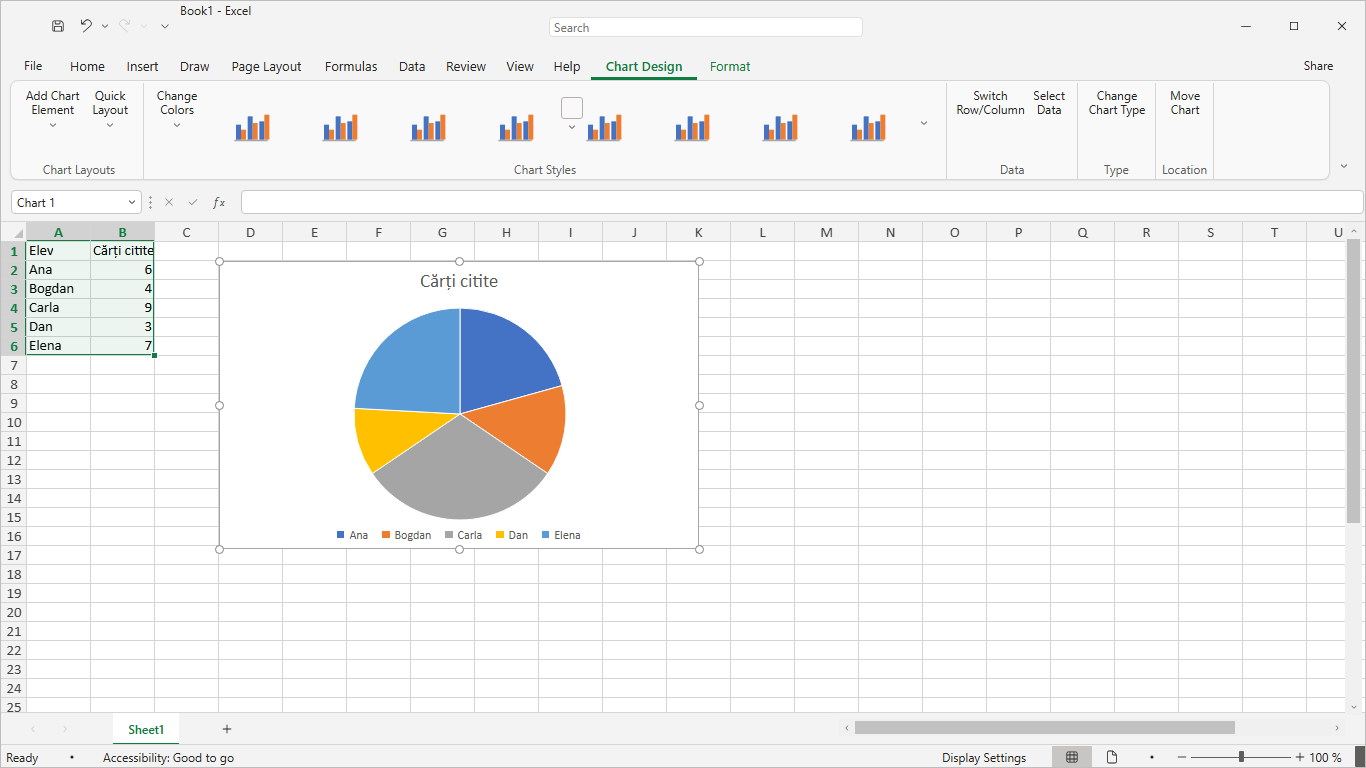 Book1 - Excel
Search
File Home Insert Draw Page Layout Formulas Data Review View Help Chart Design Format Share
Add Chart Element
Quick Layout
Change Colors
Switch Row/Column
Select Data
Change Chart Type
Move Chart
Chart Layouts Chart Styles Data Type Location
Chart 1 fx
A B C D E F G H I J K L M N O P Q R S T U
1 Elev Cărți citite
2 Ana 6
3 Bogdan 4
4 Carla 9
5 Dan 3
6 Elena 7
7
8
9
10
11
12
13
14
15
16
17
18
19
20
21
22
23
24
25
Cărți citite
Ana Bogdan Carla Dan Elena
Sheet1
Ready Accessibility: Good to go Display Settings 100 %